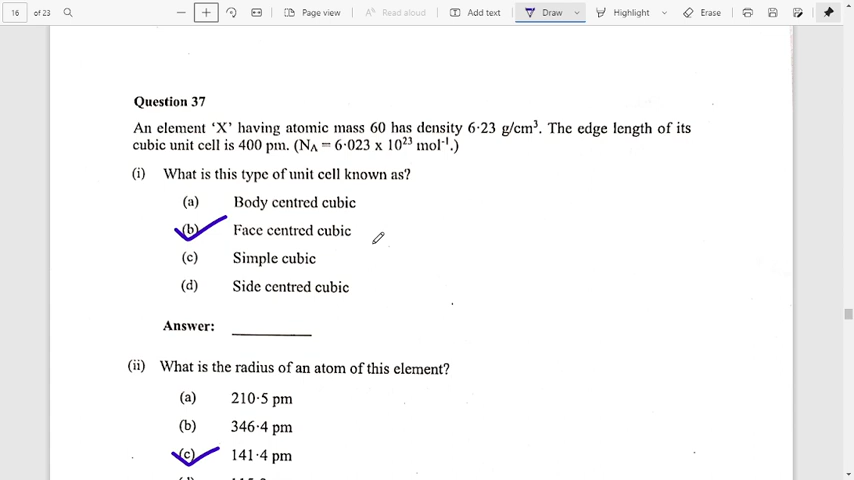 16 of 23 Page view Read aloud Add text Draw Highlight Erase
Question 37
An element ‘X’ having atomic mass 60 has density 6·23 g/cm³. The edge length of its
cubic unit cell is 400 pm. (N_A = 6·023 x 10²³ mol⁻¹.)
(i) What is this type of unit cell known as?
(a) Body centred cubic
(b) Face centred cubic
(c) Simple cubic
(d) Side centred cubic
Answer: ________
(ii) What is the radius of an atom of this element?
(a) 210·5 pm
(b) 346·4 pm
(c) 141·4 pm